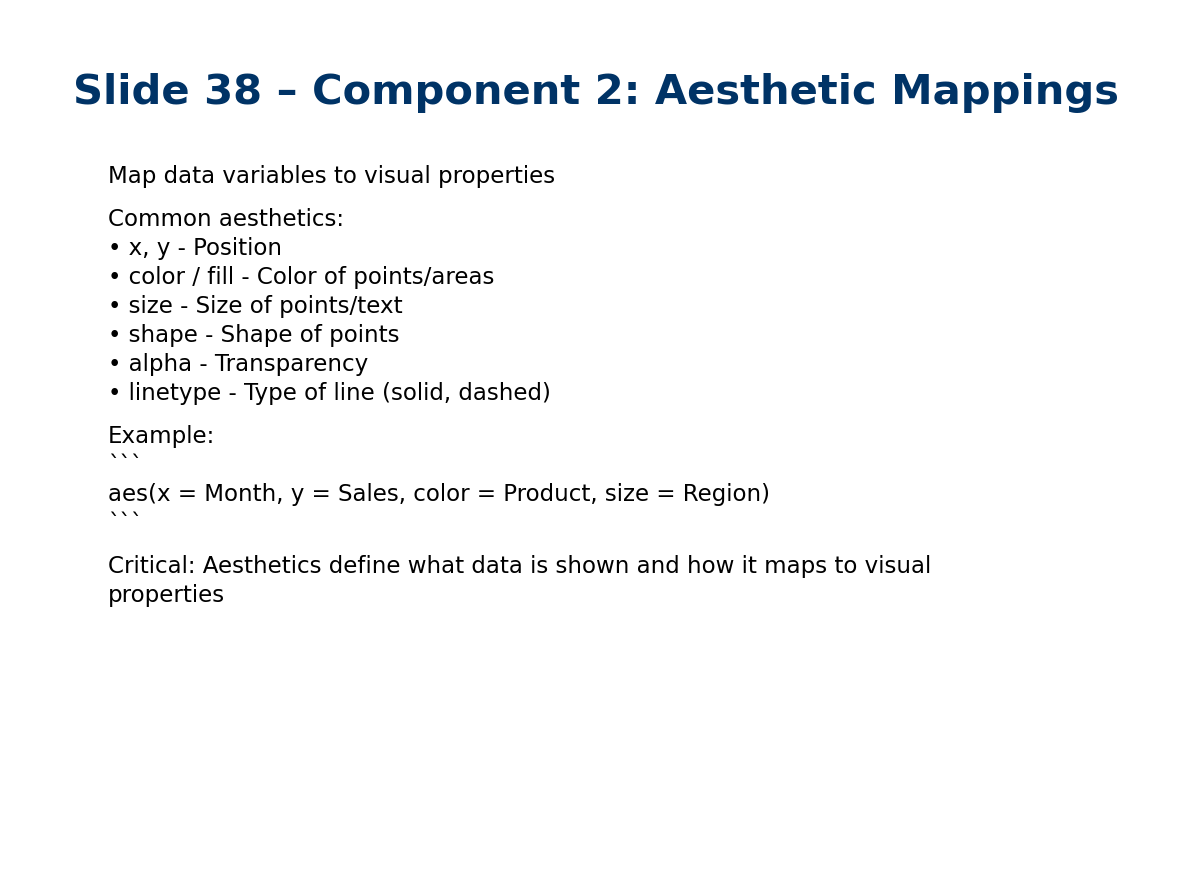 Slide 38 – Component 2: Aesthetic Mappings
Map data variables to visual properties
Common aesthetics:
• x, y - Position
• color / fill - Color of points/areas
• size - Size of points/text
• shape - Shape of points
• alpha - Transparency
• linetype - Type of line (solid, dashed)
Example:
```
aes(x = Month, y = Sales, color = Product, size = Region)
```
Critical: Aesthetics define what data is shown and how it maps to visual
properties